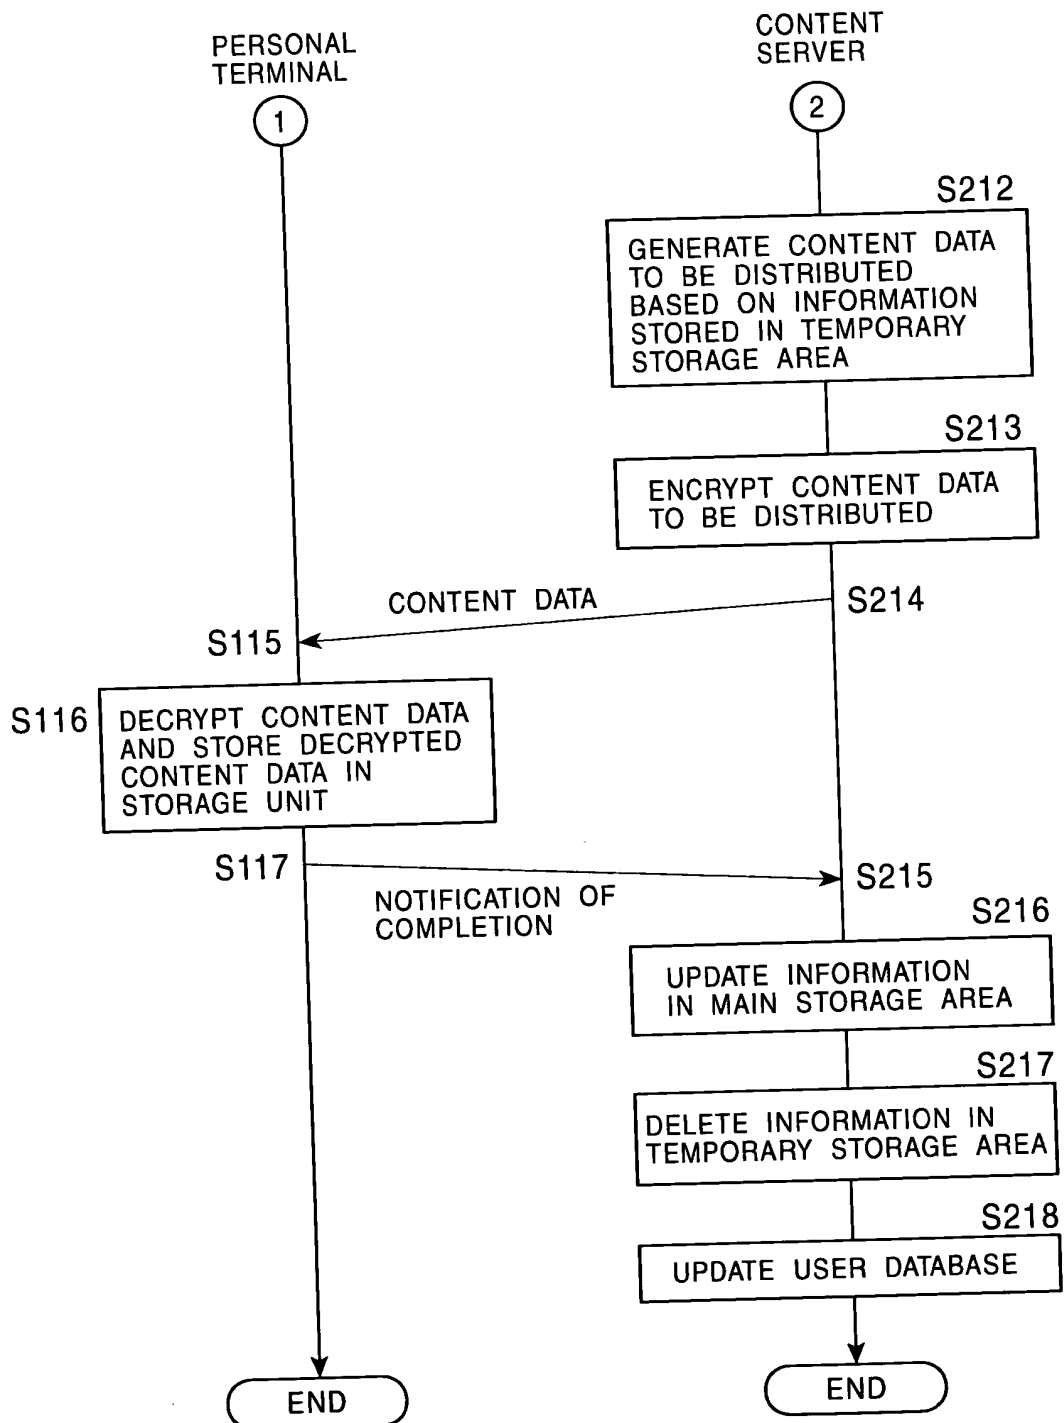 PERSONAL
TERMINAL
1
CONTENT
SERVER
2
S212
GENERATE CONTENT DATA
TO BE DISTRIBUTED
BASED ON INFORMATION
STORED IN TEMPORARY
STORAGE AREA
S213
ENCRYPT CONTENT DATA
TO BE DISTRIBUTED
CONTENT DATA
S214
S115
S116
DECRYPT CONTENT DATA
AND STORE DECRYPTED
CONTENT DATA IN
STORAGE UNIT
S117
NOTIFICATION OF
COMPLETION
S215
S216
UPDATE INFORMATION
IN MAIN STORAGE AREA
S217
DELETE INFORMATION IN
TEMPORARY STORAGE AREA
S218
UPDATE USER DATABASE
END
END